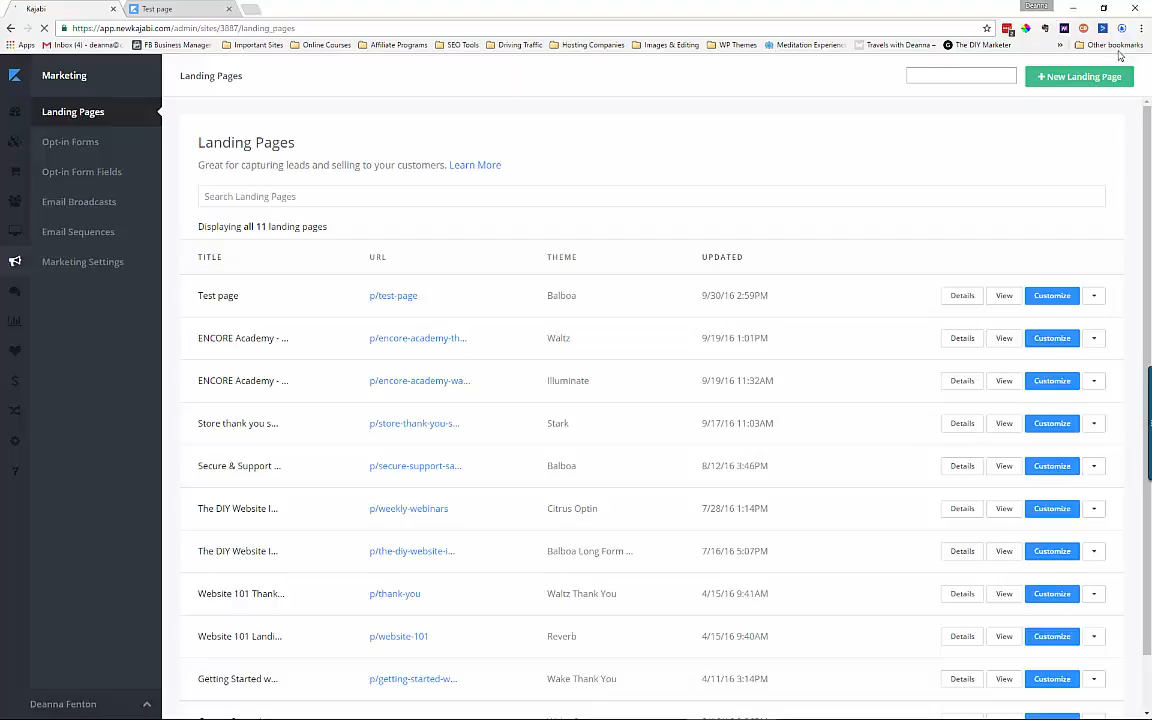 Kajabi
Test page
Deanna
https://app.newkajabi.com/admin/sites/3887/landing_pages
Apps
Inbox (4) - deanna@c
FB Business Manager
Important Sites
Online Courses
Affiliate Programs
SEO Tools
Driving Traffic
Hosting Companies
Images & Editing
WP Themes
Meditation Experienc
Travels with Deanna –
The DIY Marketer
»
Other bookmarks
Marketing
Landing Pages
+ New Landing Page
Landing Pages
Opt-in Forms
Opt-in Form Fields
Email Broadcasts
Email Sequences
Marketing Settings
Deanna Fenton
Landing Pages
Great for capturing leads and selling to your customers. Learn More
Search Landing Pages
Displaying all 11 landing pages
TITLE URL THEME UPDATED
Test page p/test-page Balboa 9/30/16 2:59PM Details View Customize
ENCORE Academy - ... p/encore-academy-th... Waltz 9/19/16 1:01PM Details View Customize
ENCORE Academy - ... p/encore-academy-wa... Illuminate 9/19/16 11:32AM Details View Customize
Store thank you s... p/store-thank-you-s... Stark 9/17/16 11:03AM Details View Customize
Secure & Support ... p/secure-support-sa... Balboa 8/12/16 3:46PM Details View Customize
The DIY Website I... p/weekly-webinars Citrus Optin 7/28/16 1:14PM Details View Customize
The DIY Website I... p/the-diy-website-i... Balboa Long Form ... 7/16/16 5:07PM Details View Customize
Website 101 Thank... p/thank-you Waltz Thank You 4/15/16 9:41AM Details View Customize
Website 101 Landi... p/website-101 Reverb 4/15/16 9:40AM Details View Customize
Getting Started w... p/getting-started-w... Wake Thank You 4/11/16 3:14PM Details View Customize